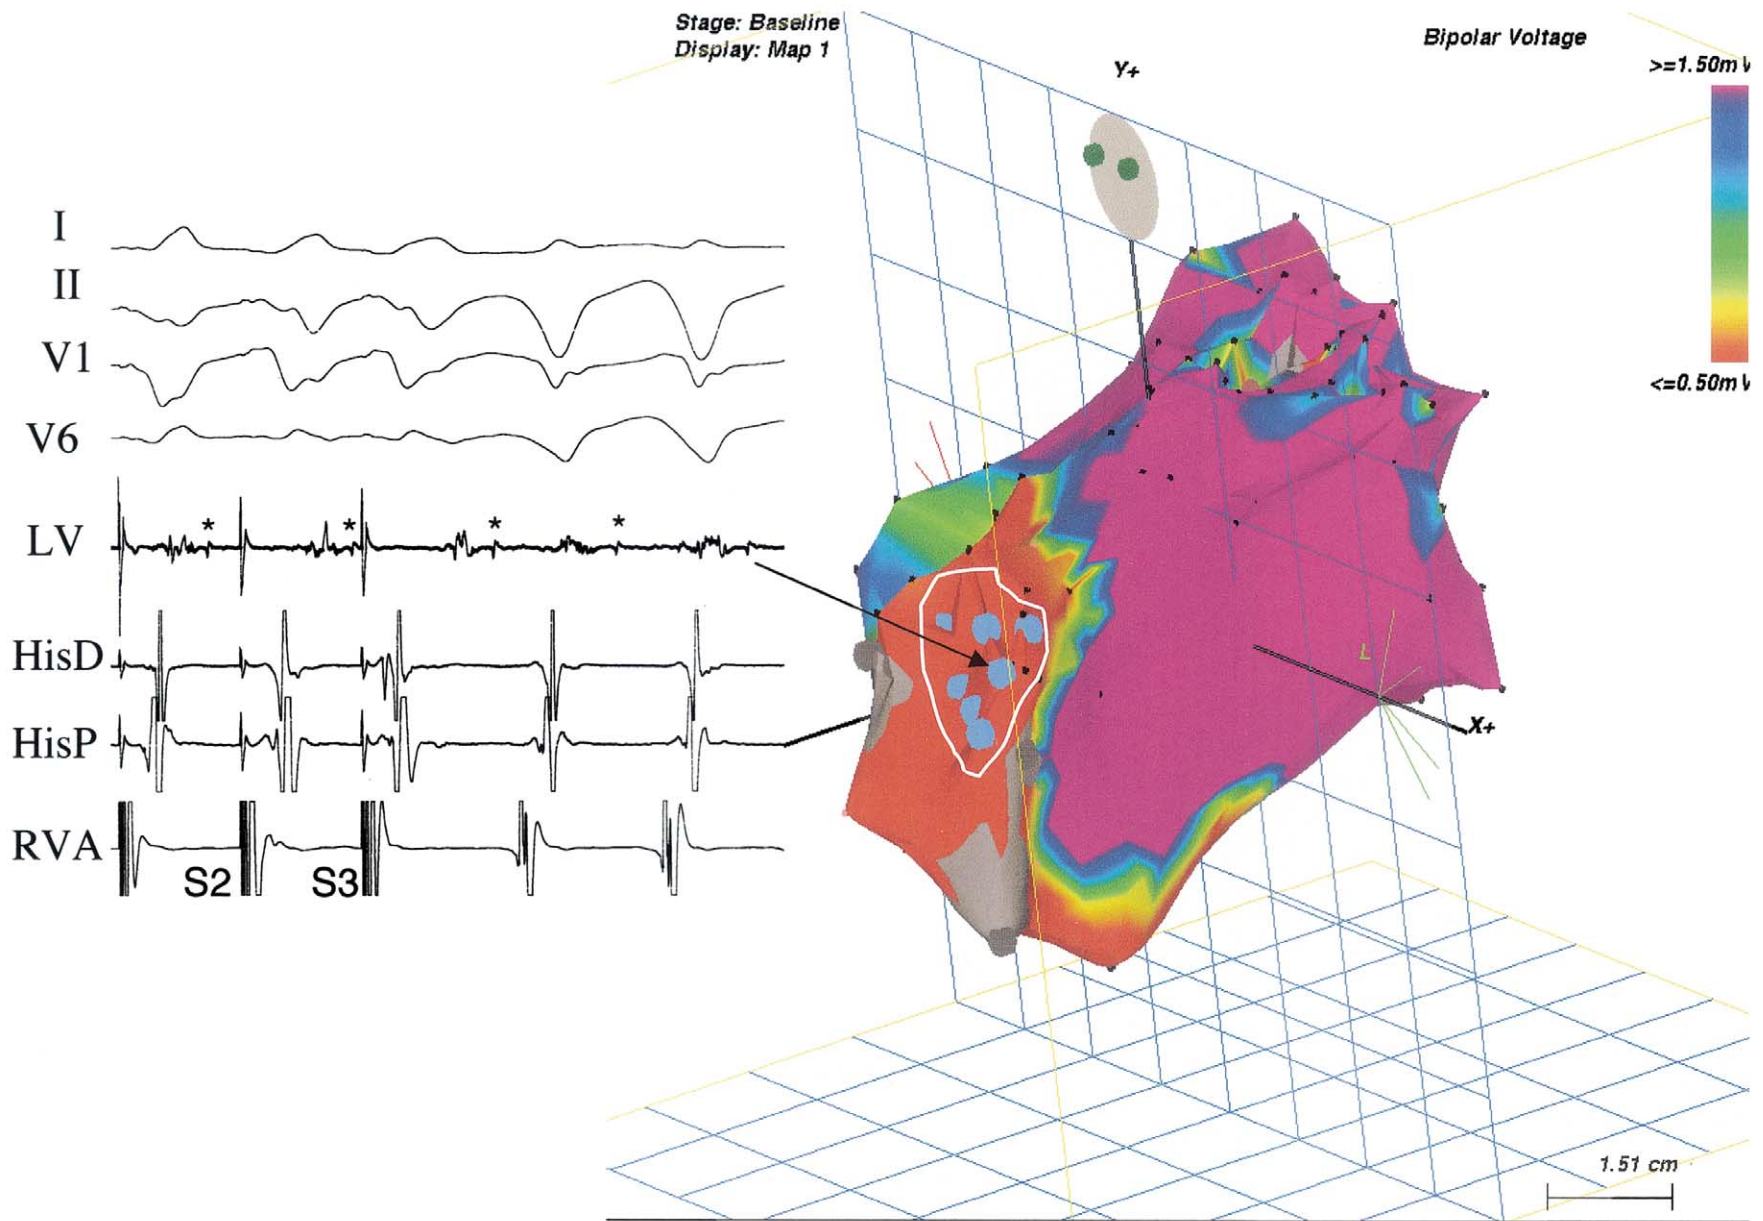 Stage: Baseline
Display: Map 1
Bipolar Voltage
>=1.50mV
Y+
I
II
V1
V6
<=0.50mV
LV
* * * *
HisD
HisP
RVA
S2 S3
L
X+
1.51 cm